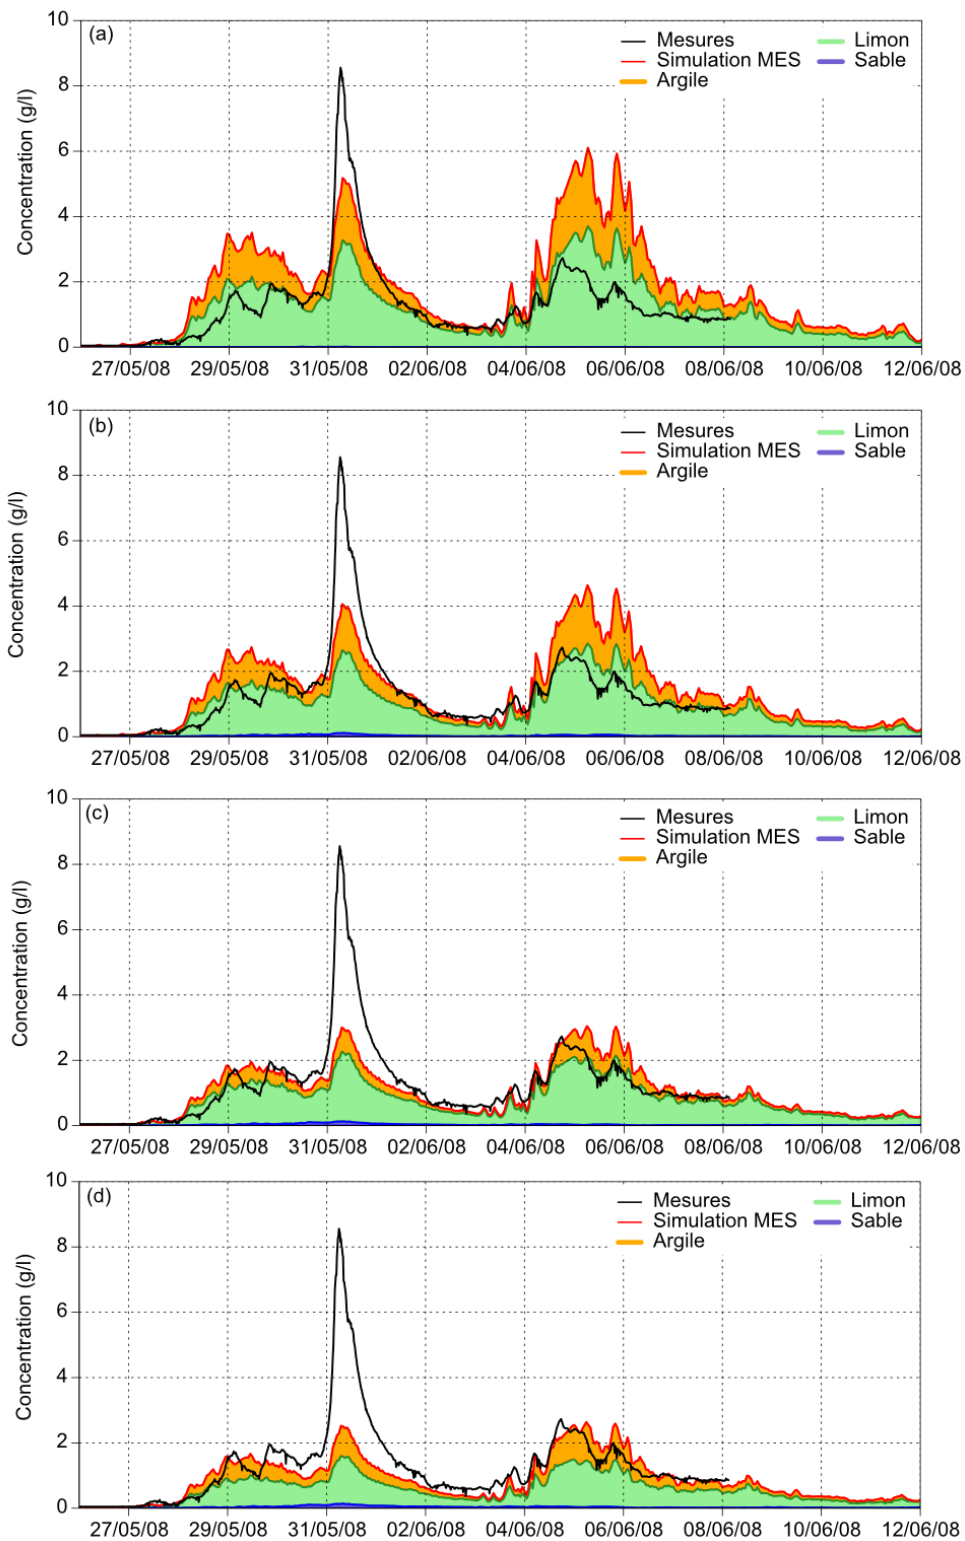 10
(a)
Mesures
Limon
Simulation MES
Sable
Argile
8
6
4
2
0
Concentration (g/l)
27/05/08 29/05/08 31/05/08 02/06/08 04/06/08 06/06/08 08/06/08 10/06/08 12/06/08
10
(b)
Mesures
Limon
Simulation MES
Sable
Argile
8
6
4
2
0
Concentration (g/l)
27/05/08 29/05/08 31/05/08 02/06/08 04/06/08 06/06/08 08/06/08 10/06/08 12/06/08
10
(c)
Mesures
Limon
Simulation MES
Sable
Argile
8
6
4
2
0
Concentration (g/l)
27/05/08 29/05/08 31/05/08 02/06/08 04/06/08 06/06/08 08/06/08 10/06/08 12/06/08
10
(d)
Mesures
Limon
Simulation MES
Sable
Argile
8
6
4
2
0
Concentration (g/l)
27/05/08 29/05/08 31/05/08 02/06/08 04/06/08 06/06/08 08/06/08 10/06/08 12/06/08